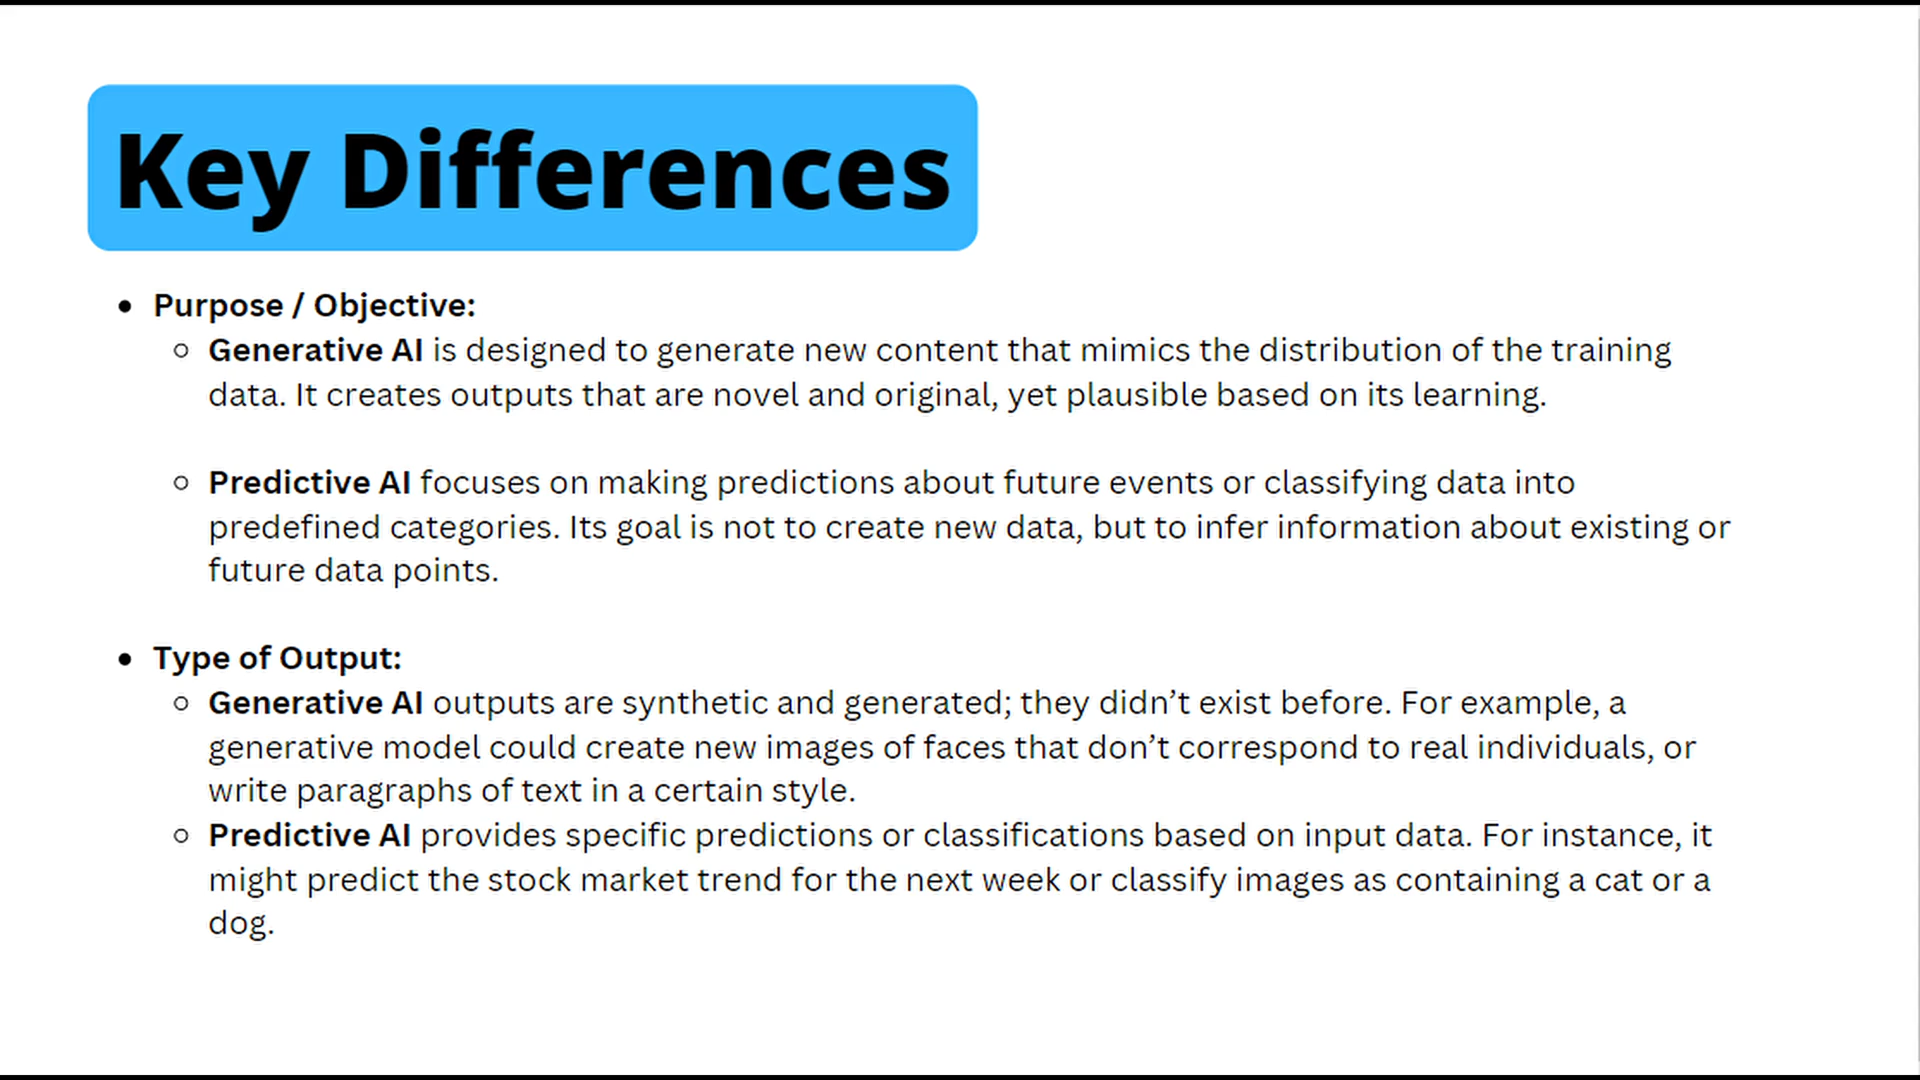 Key Differences
• Purpose / Objective:
○ Generative AI is designed to generate new content that mimics the distribution of the training
data. It creates outputs that are novel and original, yet plausible based on its learning.
○ Predictive AI focuses on making predictions about future events or classifying data into
predefined categories. Its goal is not to create new data, but to infer information about existing or
future data points.
• Type of Output:
○ Generative AI outputs are synthetic and generated; they didn’t exist before. For example, a
generative model could create new images of faces that don’t correspond to real individuals, or
write paragraphs of text in a certain style.
○ Predictive AI provides specific predictions or classifications based on input data. For instance, it
might predict the stock market trend for the next week or classify images as containing a cat or a
dog.